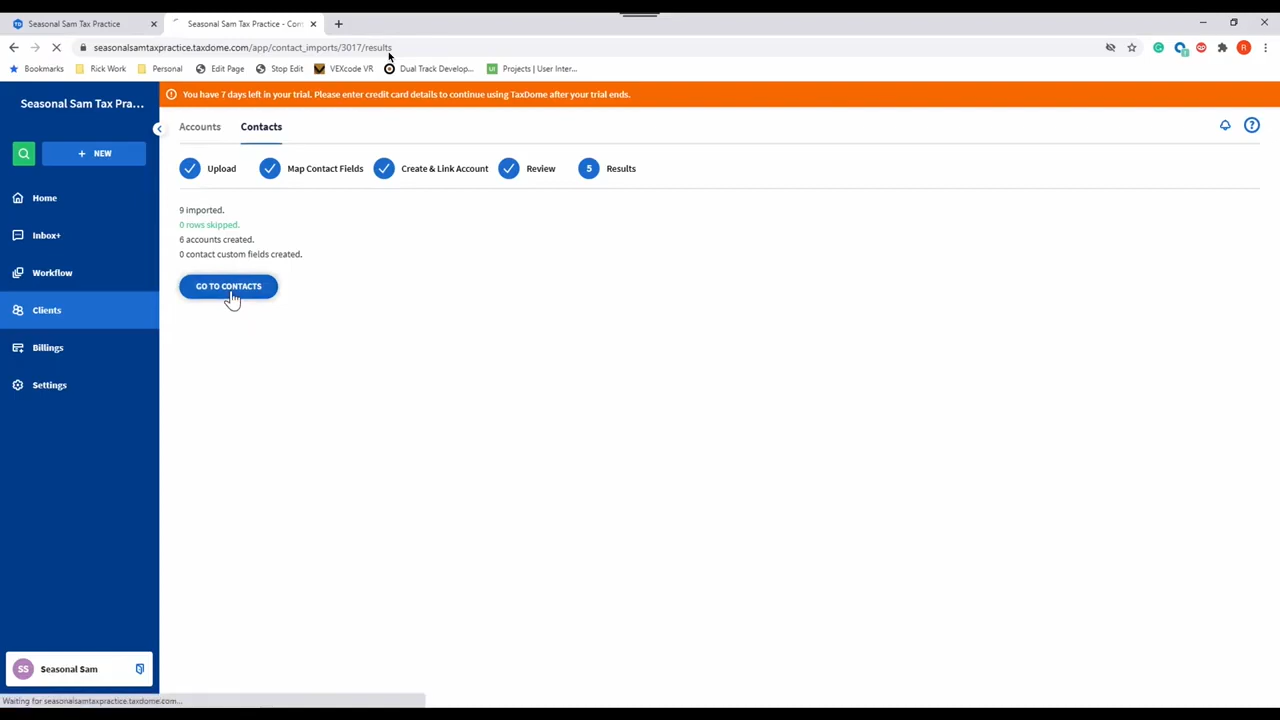 Seasonal Sam Tax Practice
Seasonal Sam Tax Practice - Cont
seasonalsamtaxpractice.taxdome.com/app/contact_imports/3017/results
R
Bookmarks
Rick Work
Personal
Edit Page
Stop Edit
VEXcode VR
Dual Track Develop...
UI
Projects | User Inter...
Seasonal Sam Tax Pra...
You have 7 days left in your trial. Please enter credit card details to continue using TaxDome after your trial ends.
Accounts
Contacts
+ NEW
Upload
Map Contact Fields
Create & Link Account
Review
5
Results
Home
Inbox+
Workflow
Clients
Billings
Settings
9 imported.
0 rows skipped.
6 accounts created.
0 contact custom fields created.
GO TO CONTACTS
SS
Seasonal Sam
Waiting for seasonalsamtaxpractice.taxdome.com...